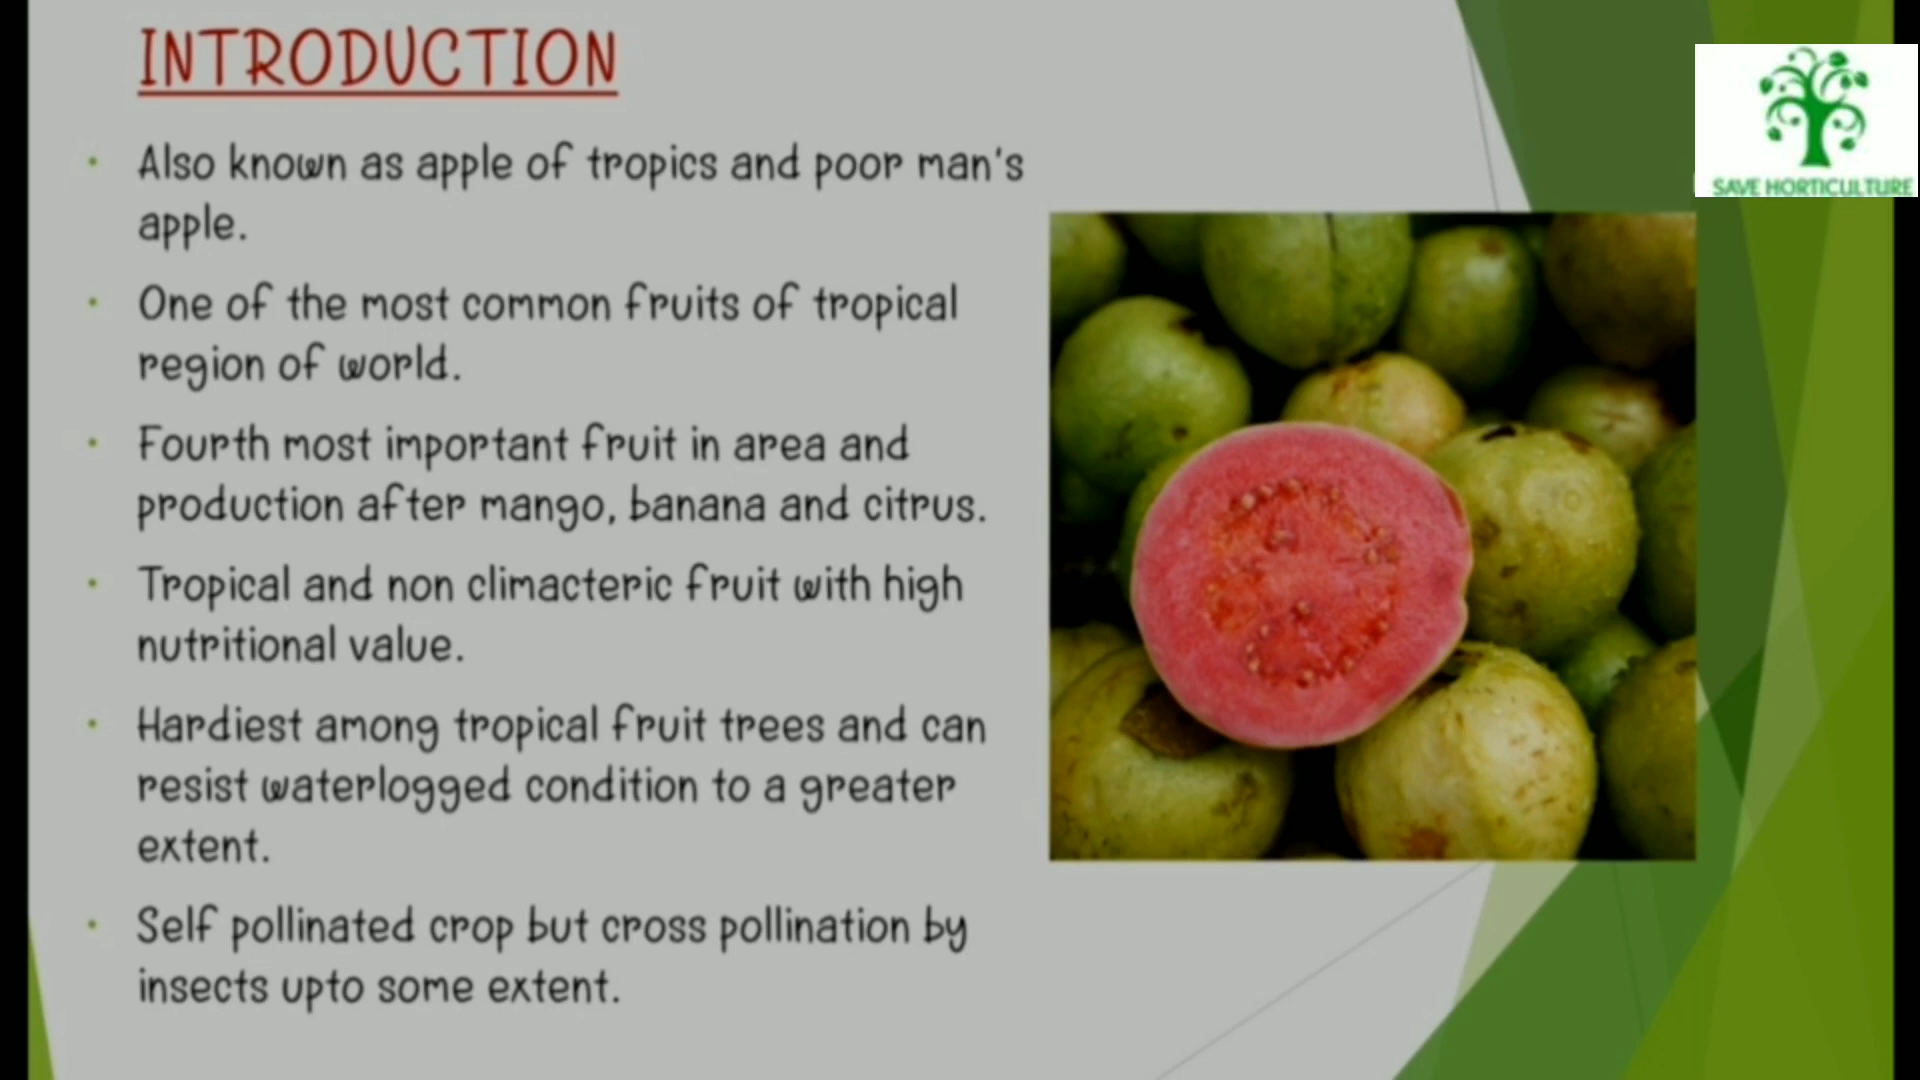 INTRODUCTION
SAVE HORTICULTURE
• Also known as apple of tropics and poor man's
apple.
• One of the most common fruits of tropical
region of world.
• Fourth most important fruit in area and
production after mango, banana and citrus.
• Tropical and non climacteric fruit with high
nutritional value.
• Hardiest among tropical fruit trees and can
resist waterlogged condition to a greater
extent.
• Self pollinated crop but cross pollination by
insects upto some extent.